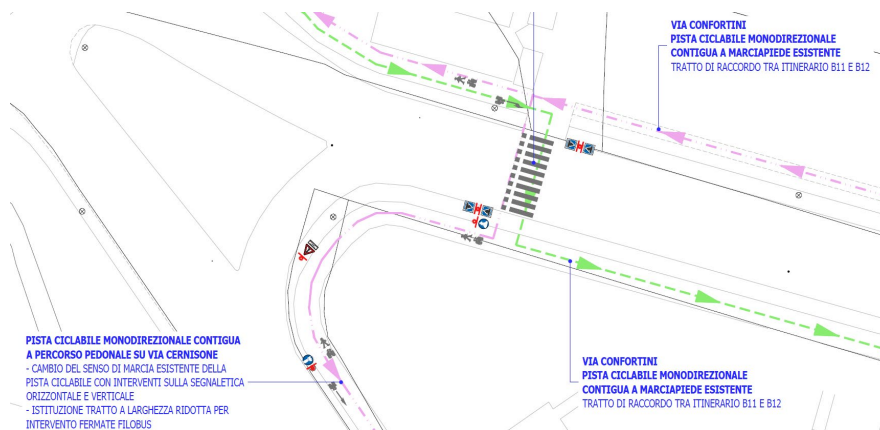 VIA CONFORTINI
PISTA CICLABILE MONODIREZIONALE
CONTIGUA A MARCIAPIEDE ESISTENTE
TRATTO DI RACCORDO TRA ITINERARIO B11 E B12
PISTA CICLABILE MONODIREZIONALE CONTIGUA
A PERCORSO PEDONALE SU VIA CERNISONE
- CAMBIO DEL SENSO DI MARCIA ESISTENTE DELLA
PISTA CICLABILE CON INTERVENTI SULLA SEGNALETICA
ORIZZONTALE E VERTICALE
- ISTITUZIONE TRATTO A LARGHEZZA RIDOTTA PER
INTERVENTO FERMATE FILOBUS
VIA CONFORTINI
PISTA CICLABILE MONODIREZIONALE
CONTIGUA A MARCIAPIEDE ESISTENTE
TRATTO DI RACCORDO TRA ITINERARIO B11 E B12